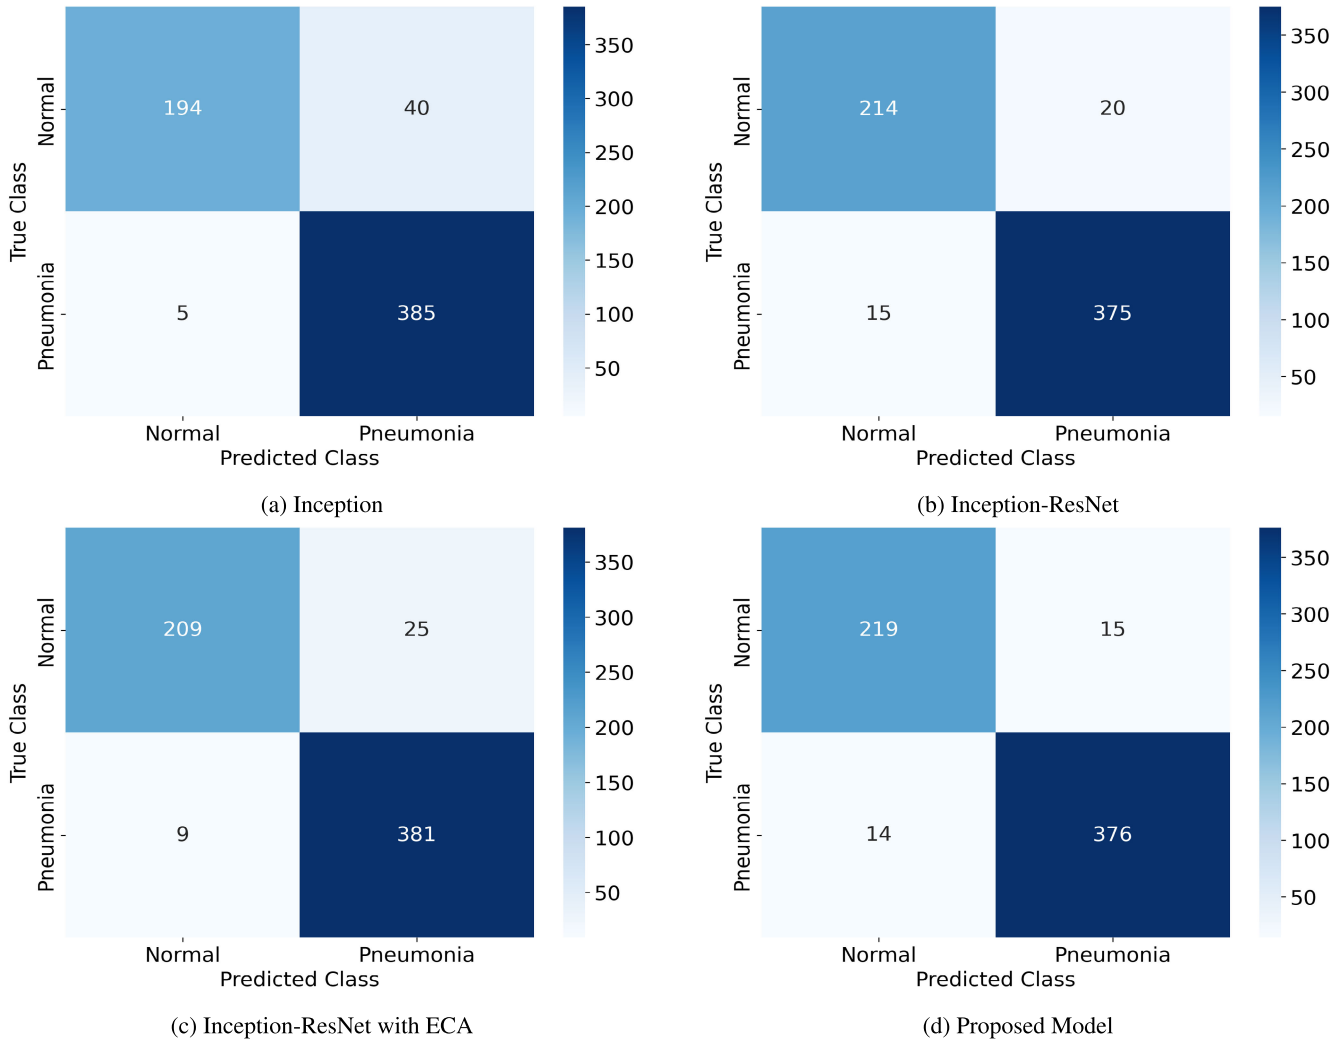 Normal
194
40
350
300
250
200
150
100
50
True Class
Pneumonia
5
385
Normal
Pneumonia
Predicted Class
(a) Inception
Normal
214
20
350
300
250
200
150
100
50
True Class
Pneumonia
15
375
Normal
Pneumonia
Predicted Class
(b) Inception-ResNet
Normal
209
25
350
300
250
200
150
100
50
True Class
Pneumonia
9
381
Normal
Pneumonia
Predicted Class
(c) Inception-ResNet with ECA
Normal
219
15
350
300
250
200
150
100
50
True Class
Pneumonia
14
376
Normal
Pneumonia
Predicted Class
(d) Proposed Model